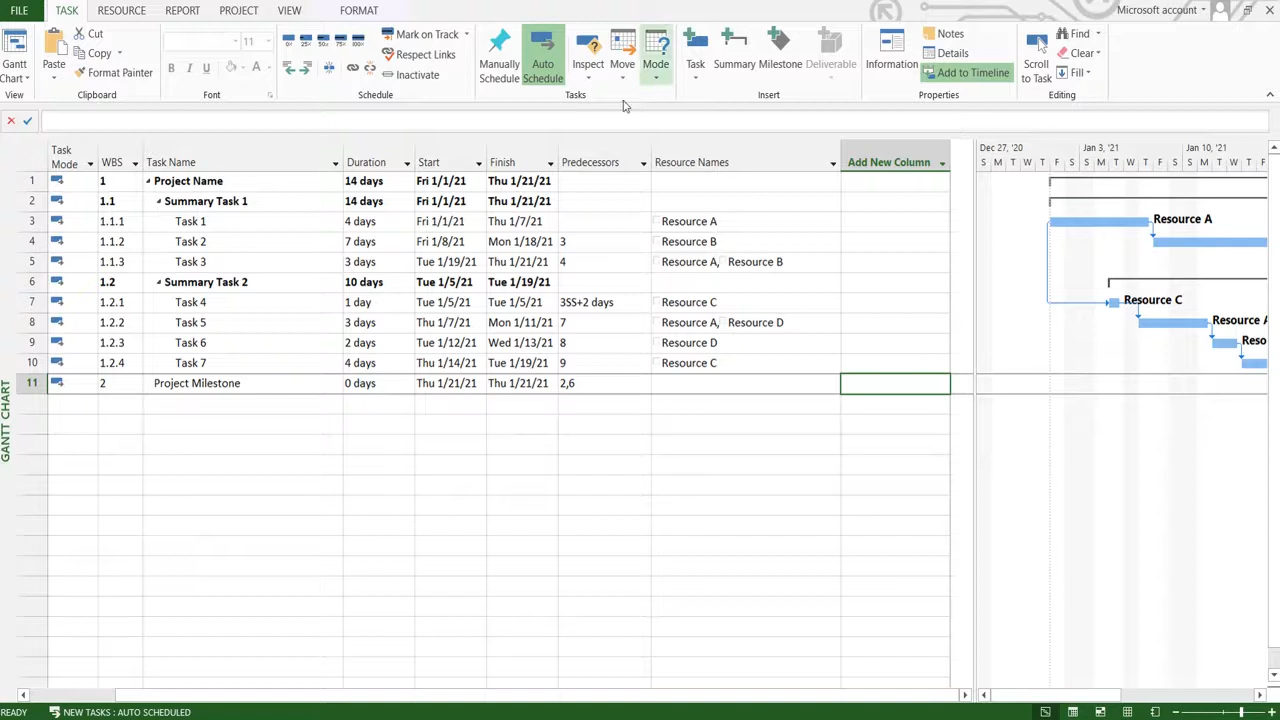 FILE TASK RESOURCE REPORT PROJECT VIEW FORMAT Microsoft account
Gantt Chart
View
Paste
Cut
Copy
Format Painter
Clipboard
11
B I U A
Font
0% 25% 50% 75% 100%
Mark on Track
Respect Links
Inactivate
Schedule
Manually Schedule
Auto Schedule
Inspect
Move
Mode
Tasks
Task
Summary
Milestone
Deliverable
Insert
Information
Notes
Details
Add to Timeline
Properties
Scroll to Task
Find
Clear
Fill
Editing
Task Mode WBS Task Name Duration Start Finish Predecessors Resource Names Add New Column
1 1 Project Name 14 days Fri 1/1/21 Thu 1/21/21
2 1.1 Summary Task 1 14 days Fri 1/1/21 Thu 1/21/21
3 1.1.1 Task 1 4 days Fri 1/1/21 Thu 1/7/21 Resource A
4 1.1.2 Task 2 7 days Fri 1/8/21 Mon 1/18/21 3 Resource B
5 1.1.3 Task 3 3 days Tue 1/19/21 Thu 1/21/21 4 Resource A, Resource B
6 1.2 Summary Task 2 10 days Tue 1/5/21 Tue 1/19/21
7 1.2.1 Task 4 1 day Tue 1/5/21 Tue 1/5/21 3SS+2 days Resource C
8 1.2.2 Task 5 3 days Thu 1/7/21 Mon 1/11/21 7 Resource A, Resource D
9 1.2.3 Task 6 2 days Tue 1/12/21 Wed 1/13/21 8 Resource D
10 1.2.4 Task 7 4 days Thu 1/14/21 Tue 1/19/21 9 Resource C
11 2 Project Milestone 0 days Thu 1/21/21 Thu 1/21/21 2,6
Dec 27, '20 Jan 3, '21 Jan 10, '21
S M T W T F S S M T W T F S S M T W T F
Resource A
Resource C
Resource A
Reso
GANTT CHART
READY NEW TASKS : AUTO SCHEDULED